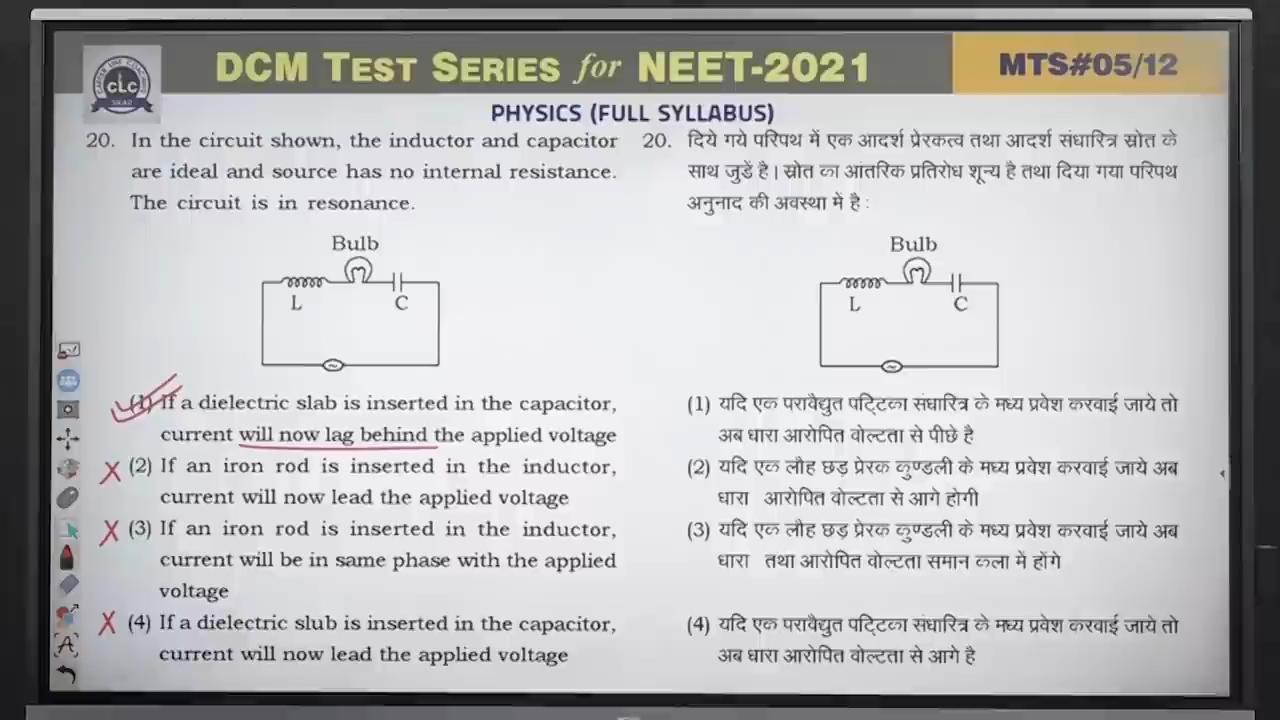 DCM TEST SERIES for NEET-2021
MTS#05/12
CLC
SIKAR
PHYSICS (FULL SYLLABUS)
20. In the circuit shown, the inductor and capacitor
are ideal and source has no internal resistance.
The circuit is in resonance.
Bulb
L
C
(1) If a dielectric slab is inserted in the capacitor,
current will now lag behind the applied voltage
(2) If an iron rod is inserted in the inductor,
current will now lead the applied voltage
(3) If an iron rod is inserted in the inductor,
current will be in same phase with the applied
voltage
(4) If a dielectric slub is inserted in the capacitor,
current will now lead the applied voltage
20. दिये गये परिपथ में एक आदर्श प्रेरकत्व तथा आदर्श संधारित्र स्रोत के
साथ जुडें है। स्रोत का आंतरिक प्रतिरोध शून्य है तथा दिया गया परिपथ
अनुनाद की अवस्था में है :
Bulb
L
C
(1) यदि एक परावैद्युत पट्टिका संधारित्र के मध्य प्रवेश करवाई जाये तो
अब धारा आरोपित वोल्टता से पीछे है
(2) यदि एक लौह छड़ प्रेरक कुण्डली के मध्य प्रवेश करवाई जाये अब
धारा आरोपित वोल्टता से आगे होगी
(3) यदि एक लौह छड़ प्रेरक कुण्डली के मध्य प्रवेश करवाई जाये अब
धारा तथा आरोपित वोल्टता समान कला में होंगे
(4) यदि एक परावैद्युत पट्टिका संधारित्र के मध्य प्रवेश करवाई जाये तो
अब धारा आरोपित वोल्टता से आगे है